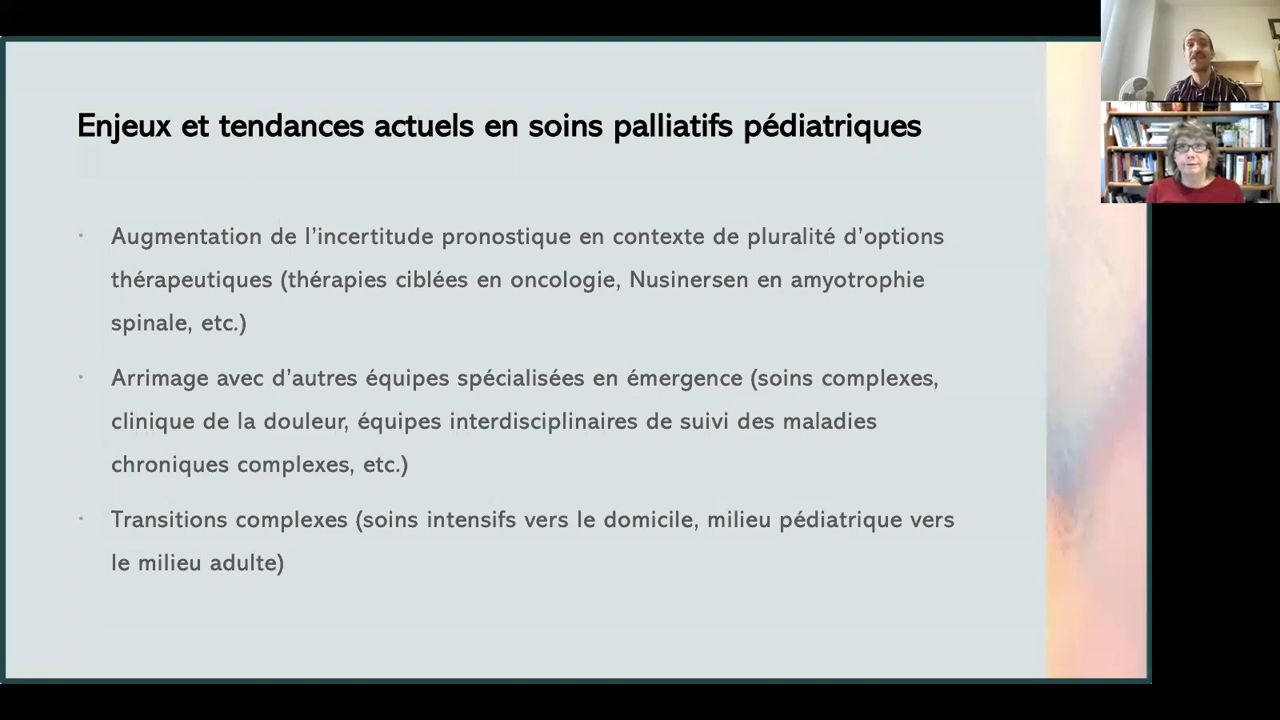 Enjeux et tendances actuels en soins palliatifs pédiatriques
· Augmentation de l’incertitude pronostique en contexte de pluralité d’options
thérapeutiques (thérapies ciblées en oncologie, Nusinersen en amyotrophie
spinale, etc.)
· Arrimage avec d’autres équipes spécialisées en émergence (soins complexes,
clinique de la douleur, équipes interdisciplinaires de suivi des maladies
chroniques complexes, etc.)
· Transitions complexes (soins intensifs vers le domicile, milieu pédiatrique vers
le milieu adulte)